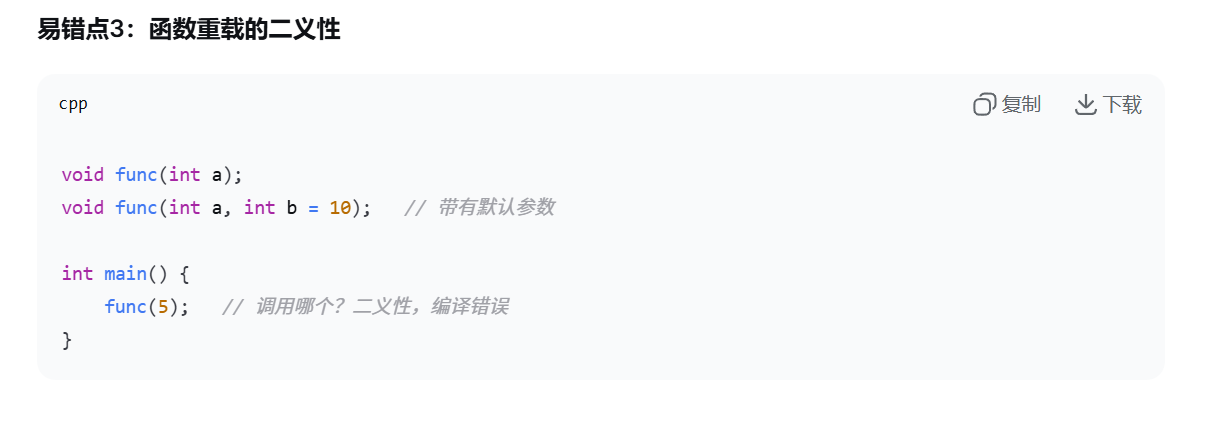 易错点3：函数重载的二义性
cpp
复制
下载
void func(int a);
void func(int a, int b = 10);   // 带有默认参数
int main() {
    func(5);   // 调用哪个？二义性，编译错误
}